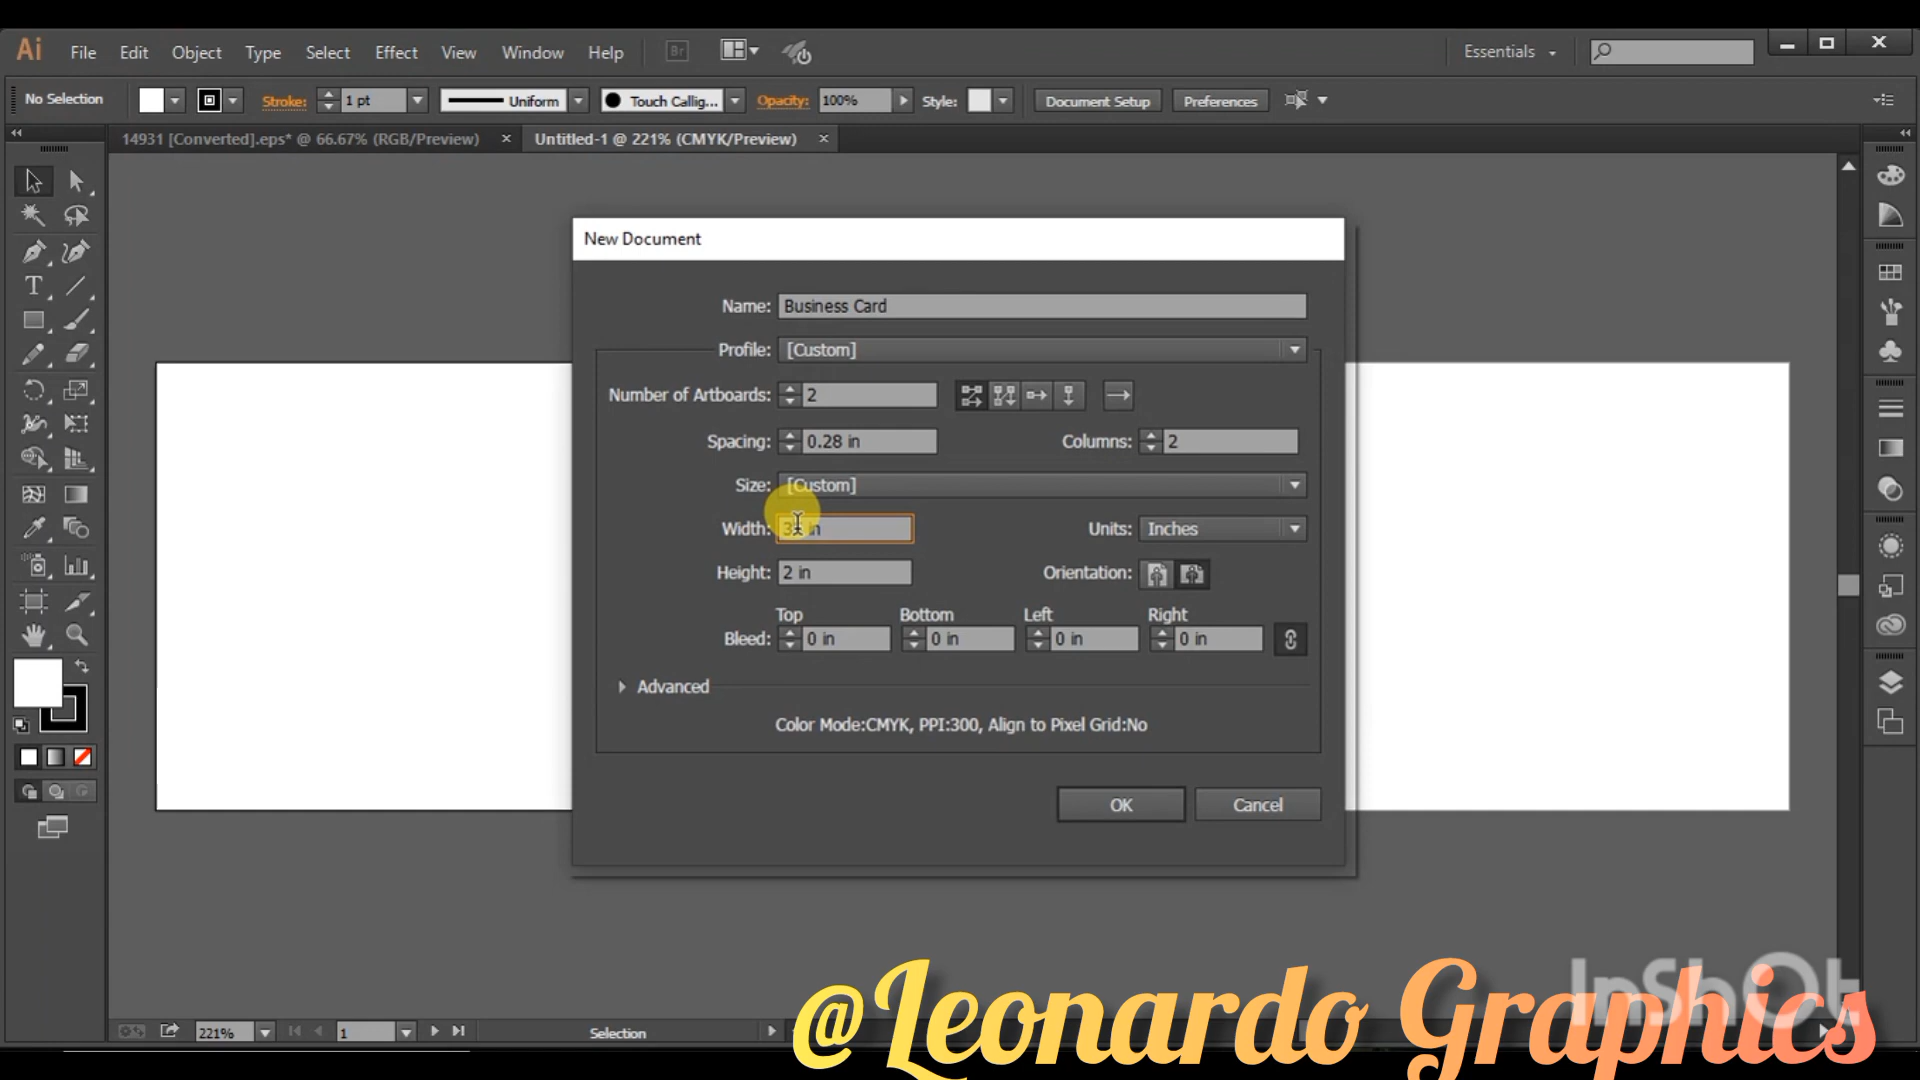 Ai File Edit Object Type Select Effect View Window Help Br Essentials
No Selection Stroke: 1 pt Uniform Touch Callig... Opacity: 100% Style: Document Setup Preferences
14931 [Converted].eps* @ 66.67% (RGB/Preview) × Untitled-1 @ 221% (CMYK/Preview) ×
New Document
Name: Business Card
Profile: [Custom]
Number of Artboards: 2
Spacing: 0.28 in Columns: 2
Size: [Custom]
Width: in Units: Inches
Height: 2 in Orientation:
Top Bottom Left Right
Bleed: 0 in 0 in 0 in 0 in
Advanced
Color Mode:CMYK, PPI:300, Align to Pixel Grid:No
OK Cancel
InShOt
@Leonardo Graphics
221% 1 Selection